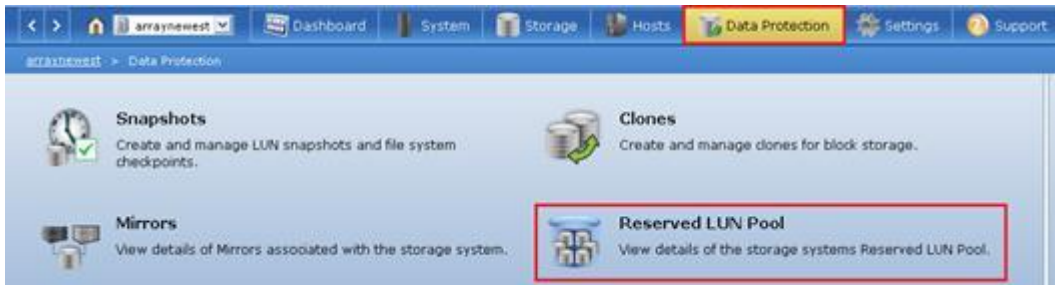 arraynewest Dashboard System Storage Hosts Data Protection Settings Support
arraynewest > Data Protection
Snapshots
Create and manage LUN snapshots and file system
checkpoints.
Clones
Create and manage clones for block storage.
Mirrors
View details of Mirrors associated with the storage system.
Reserved LUN Pool
View details of the storage systems Reserved LUN Pool.